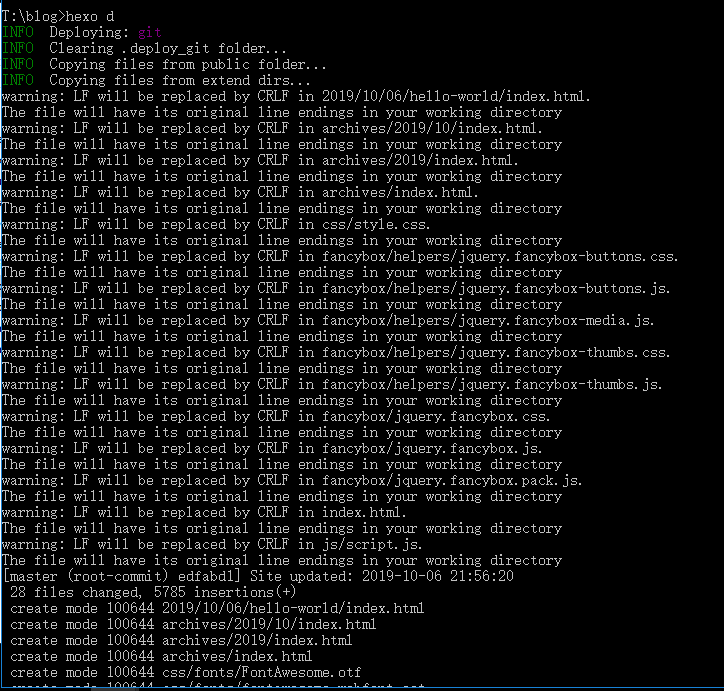 T:\blog>hexo d
INFO  Deploying: git
INFO  Clearing .deploy_git folder...
INFO  Copying files from public folder...
INFO  Copying files from extend dirs...
warning: LF will be replaced by CRLF in 2019/10/06/hello-world/index.html.
The file will have its original line endings in your working directory
warning: LF will be replaced by CRLF in archives/2019/10/index.html.
The file will have its original line endings in your working directory
warning: LF will be replaced by CRLF in archives/2019/index.html.
The file will have its original line endings in your working directory
warning: LF will be replaced by CRLF in archives/index.html.
The file will have its original line endings in your working directory
warning: LF will be replaced by CRLF in css/style.css.
The file will have its original line endings in your working directory
warning: LF will be replaced by CRLF in fancybox/helpers/jquery.fancybox-buttons.css.
The file will have its original line endings in your working directory
warning: LF will be replaced by CRLF in fancybox/helpers/jquery.fancybox-buttons.js.
The file will have its original line endings in your working directory
warning: LF will be replaced by CRLF in fancybox/helpers/jquery.fancybox-media.js.
The file will have its original line endings in your working directory
warning: LF will be replaced by CRLF in fancybox/helpers/jquery.fancybox-thumbs.css.
The file will have its original line endings in your working directory
warning: LF will be replaced by CRLF in fancybox/helpers/jquery.fancybox-thumbs.js.
The file will have its original line endings in your working directory
warning: LF will be replaced by CRLF in fancybox/jquery.fancybox.css.
The file will have its original line endings in your working directory
warning: LF will be replaced by CRLF in fancybox/jquery.fancybox.js.
The file will have its original line endings in your working directory
warning: LF will be replaced by CRLF in fancybox/jquery.fancybox.pack.js.
The file will have its original line endings in your working directory
warning: LF will be replaced by CRLF in index.html.
The file will have its original line endings in your working directory
warning: LF will be replaced by CRLF in js/script.js.
The file will have its original line endings in your working directory
[master (root-commit) edfabd1] Site updated: 2019-10-06 21:56:20
 28 files changed, 5785 insertions(+)
 create mode 100644 2019/10/06/hello-world/index.html
 create mode 100644 archives/2019/10/index.html
 create mode 100644 archives/2019/index.html
 create mode 100644 archives/index.html
 create mode 100644 css/fonts/FontAwesome.otf